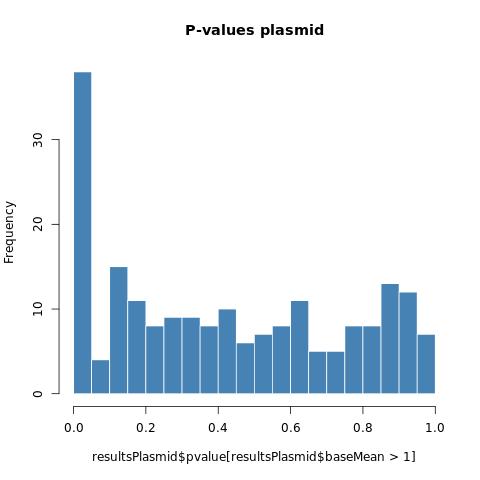 P-values plasmid
Frequency
30
20
10
0
0.0 0.2 0.4 0.6 0.8 1.0
resultsPlasmid$pvalue[resultsPlasmid$baseMean > 1]